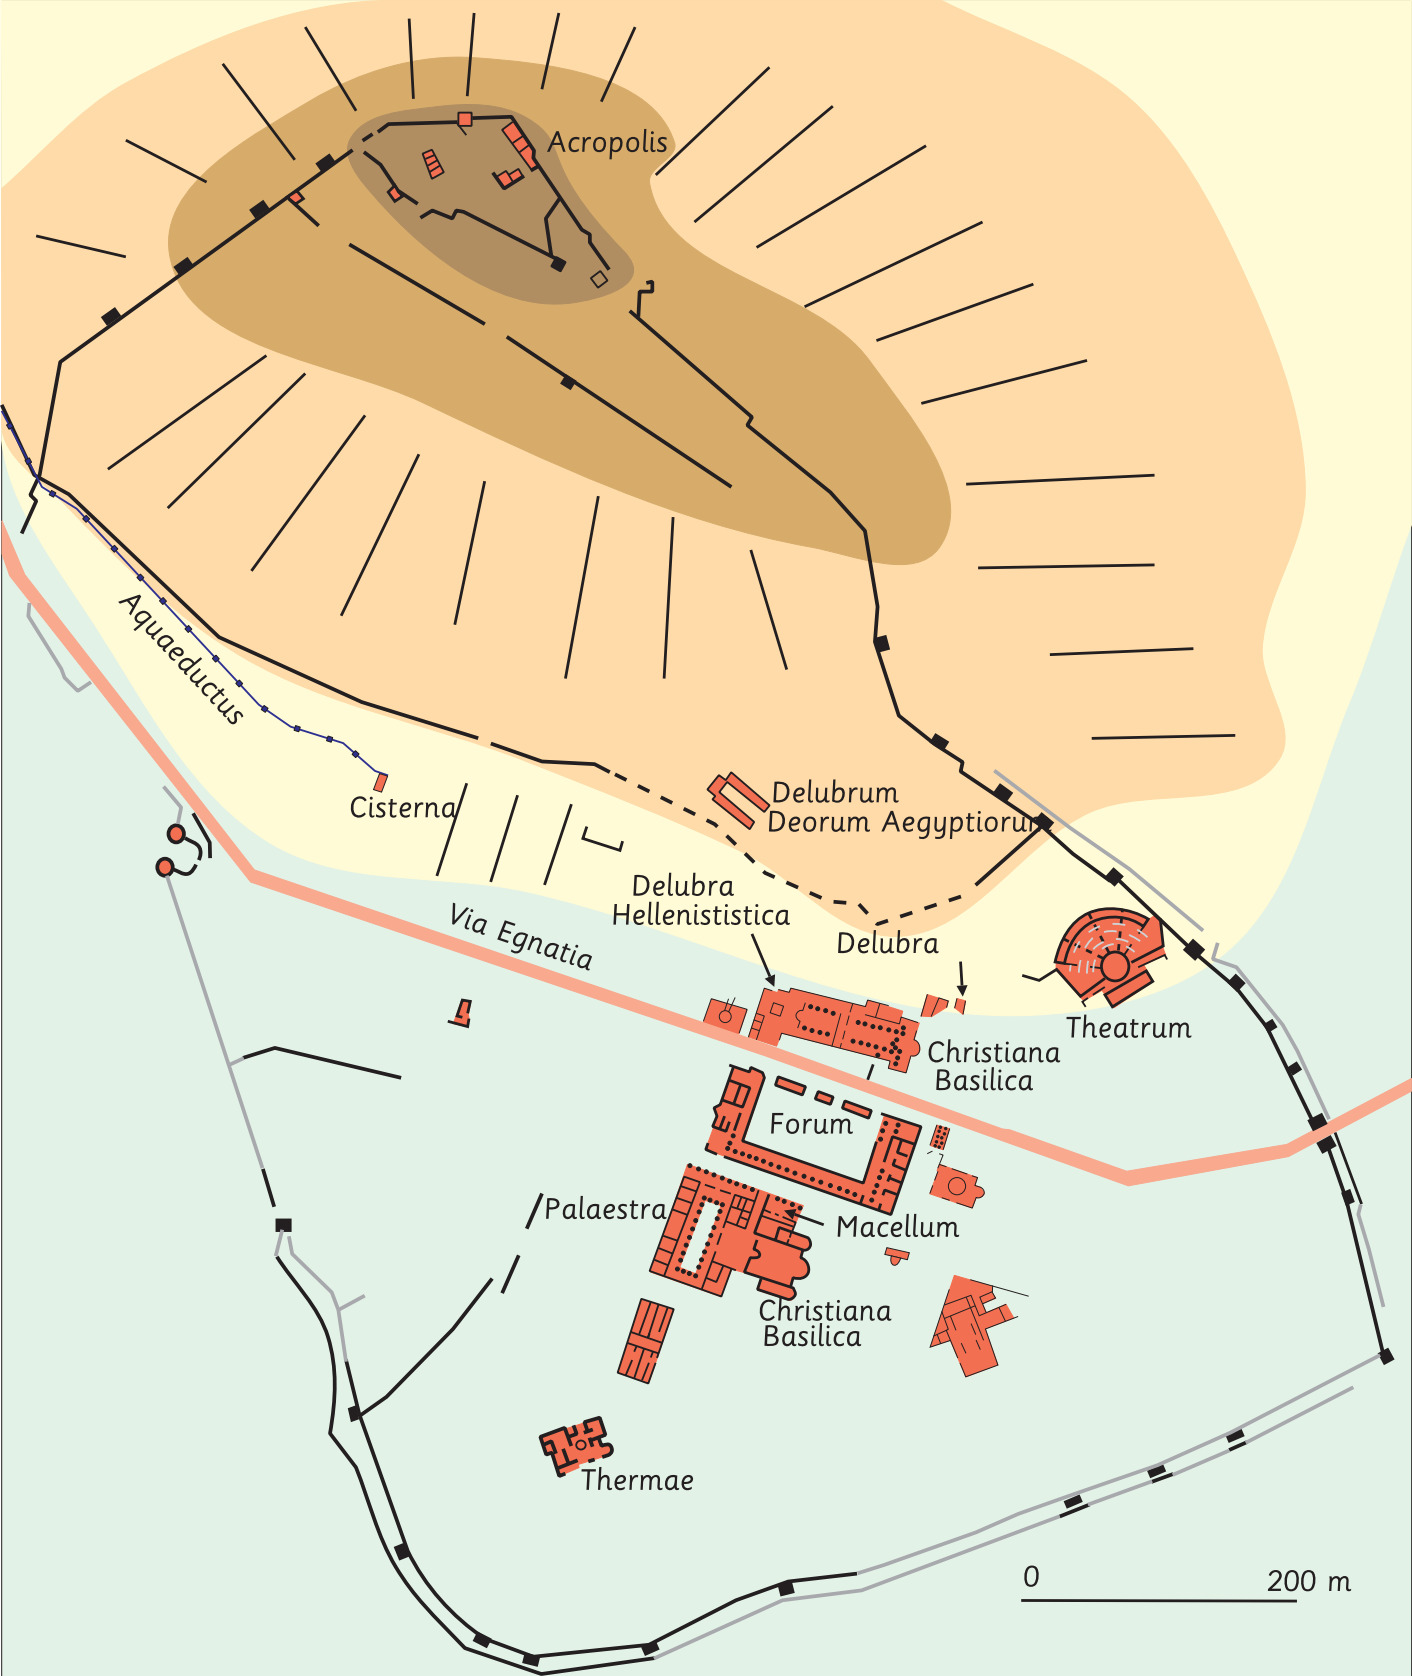 Acropolis
Aquaeductus
Cisterna
Delubrum
Deorum Aegyptiorum
Delubra
Hellenististica
Delubra
Via Egnatia
Theatrum
Christiana
Basilica
Forum
Palaestra
Macellum
Christiana
Basilica
Thermae
0 200 m